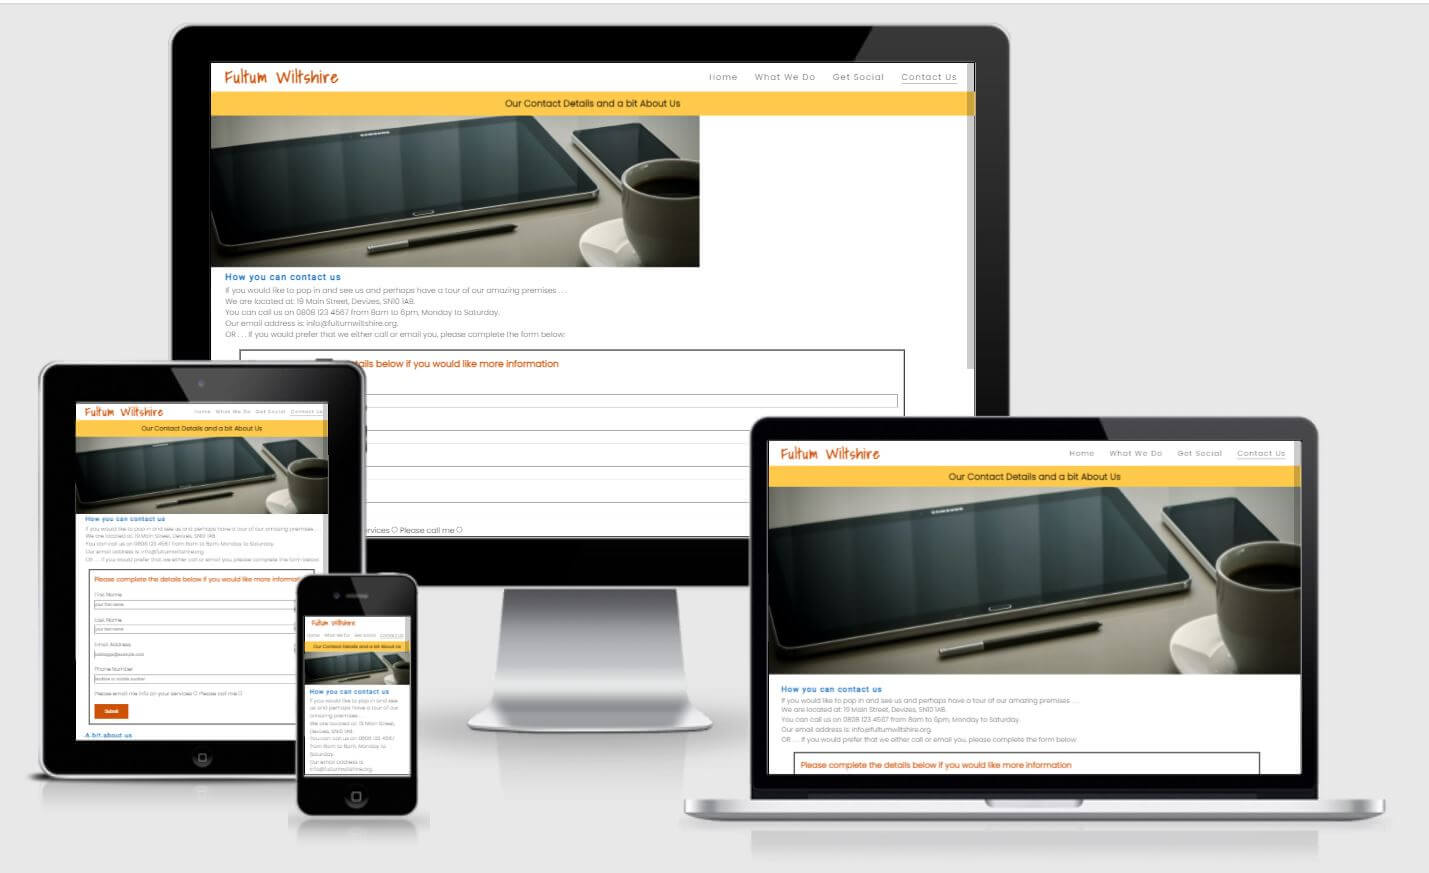 Fultum Wiltshire
Home What We Do Get Social Contact Us
Our Contact Details and a bit About Us
SAMSUNG
How you can contact us
If you would like to pop in and see us and perhaps have a tour of our amazing premises . . .
We are located at: 19 Main Street, Devizes, SN10 1AB.
You can call us on 0808 123 4567 from 8am to 6pm, Monday to Saturday.
Our email address is: info@fultumwiltshire.org.
OR . . . If you would prefer that we either call or email you, please complete the form below:
details below if you would like more information
services Please call me
Fultum Wiltshire
Home What We Do Get Social Contact Us
Our Contact Details and a bit About Us
How you can contact us
If you would like to pop in and see us and perhaps have a tour of our amazing premises . . .
We are located at: 19 Main Street, Devizes, SN10 1AB.
You can call us on 0808 123 4567 from 8am to 6pm, Monday to Saturday.
Our email address is: info@fultumwiltshire.org.
OR . . . If you would prefer that we either call or email you, please complete the form below:
Please complete the details below if you would like more information
First Name
your first name
Last Name
your last name
Email Address
Phone Number
landline or mobile number
Please email me info on your services Please call me
Submit
A bit about us
Fultum Wiltshire
Home What We Do Get Social Contact Us
Our Contact Details and a bit About Us
How you can contact us
If you would like to pop in and see
us and perhaps have a tour of our
amazing premises . . .
We are located at: 19 Main Street,
Devizes, SN10 1AB.
You can call us on 0808 123 4567
from 8am to 6pm, Monday to
Saturday.
Our email address is:
info@fultumwiltshire.org.
Fultum Wiltshire
Home What We Do Get Social Contact Us
Our Contact Details and a bit About Us
SAMSUNG
How you can contact us
If you would like to pop in and see us and perhaps have a tour of our amazing premises . . .
We are located at: 19 Main Street, Devizes, SN10 1AB.
You can call us on 0808 123 4567 from 8am to 6pm, Monday to Saturday.
Our email address is: info@fultumwiltshire.org.
OR . . . If you would prefer that we either call or email you, please complete the form below:
Please complete the details below if you would like more information